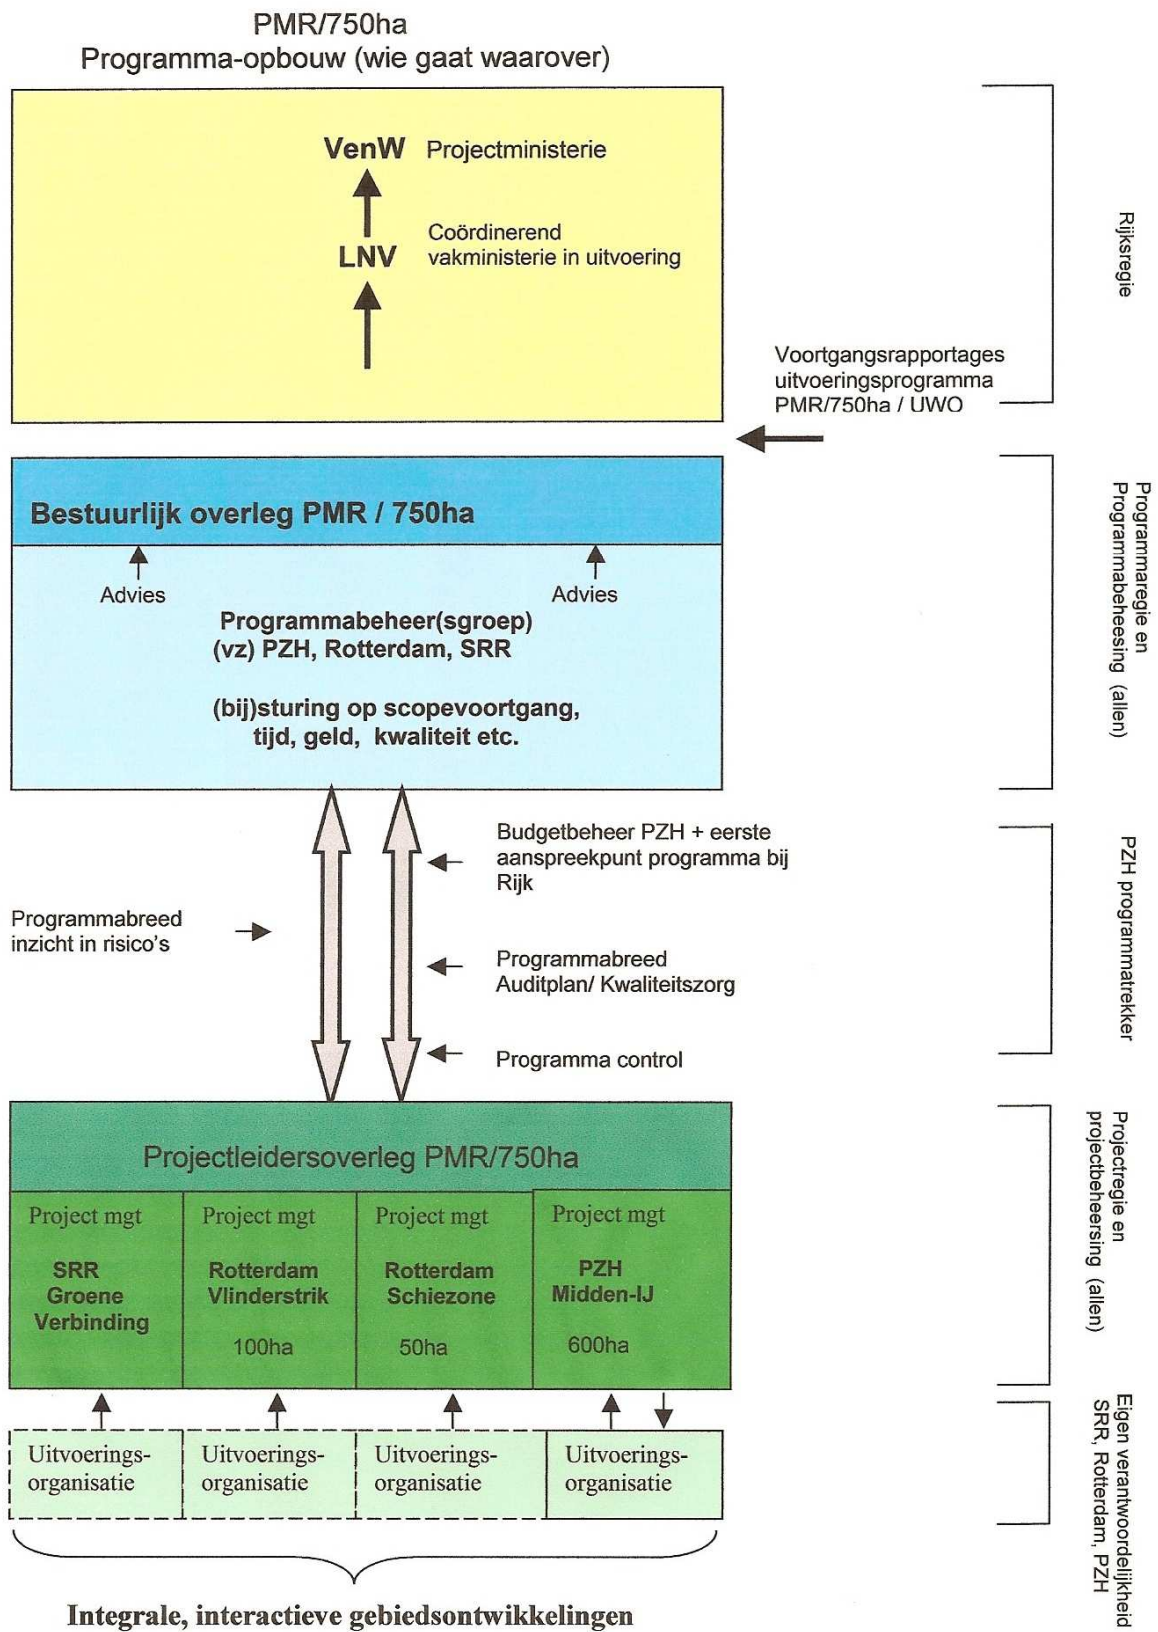 PMR/750ha
Programma-opbouw (wie gaat waarover)
VenW Projectministerie
LNV Coördinerend
vakministerie in uitvoering
Rijksregie
Voortgangsrapportages
uitvoeringsprogramma
PMR/750ha / UWO
Bestuurlijk overleg PMR / 750ha
Advies
Advies
Programmabeheer(sgroep)
(vz) PZH, Rotterdam, SRR
(bij)sturing op scopevoortgang,
tijd, geld, kwaliteit etc.
Programmaregie en
Programmabeheesing (allen)
Budgetbeheer PZH + eerste
aanspreekpunt programma bij
Rijk
Programmabreed
inzicht in risico's
Programmabreed
Auditplan/ Kwaliteitszorg
Programma control
PZH programmatrekker
Projectleidersoverleg PMR/750ha
Project mgt
SRR
Groene
Verbinding
Project mgt
Rotterdam
Vlinderstrik
100ha
Project mgt
Rotterdam
Schiezone
50ha
Project mgt
PZH
Midden-IJ
600ha
Projectregie en
projectbeheersing (allen)
Uitvoerings-
organisatie
Uitvoerings-
organisatie
Uitvoerings-
organisatie
Uitvoerings-
organisatie
Eigen verantwoordelijkheid
SRR, Rotterdam, PZH
Integrale, interactieve gebiedsontwikkelingen